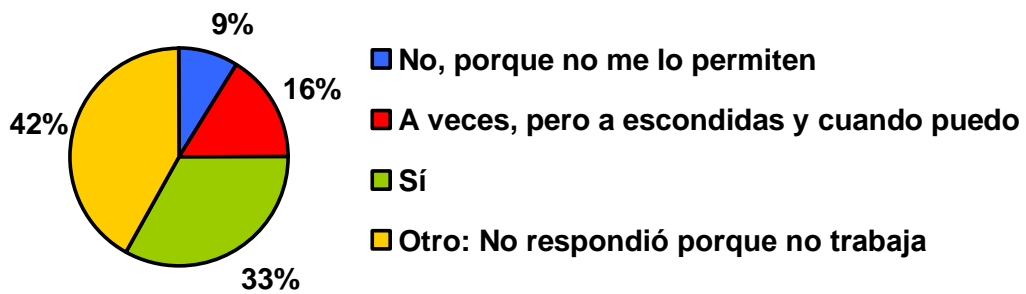 9%
16%
42%
33%
No, porque no me lo permiten
A veces, pero a escondidas y cuando puedo
Sí
Otro: No respondió porque no trabaja